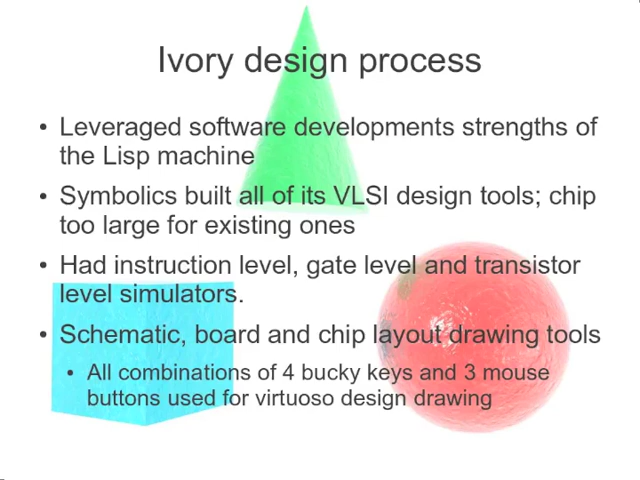 Ivory design process
• Leveraged software developments strengths of
the Lisp machine
• Symbolics built all of its VLSI design tools; chip
too large for existing ones
• Had instruction level, gate level and transistor
level simulators.
• Schematic, board and chip layout drawing tools
• All combinations of 4 bucky keys and 3 mouse
buttons used for virtuoso design drawing